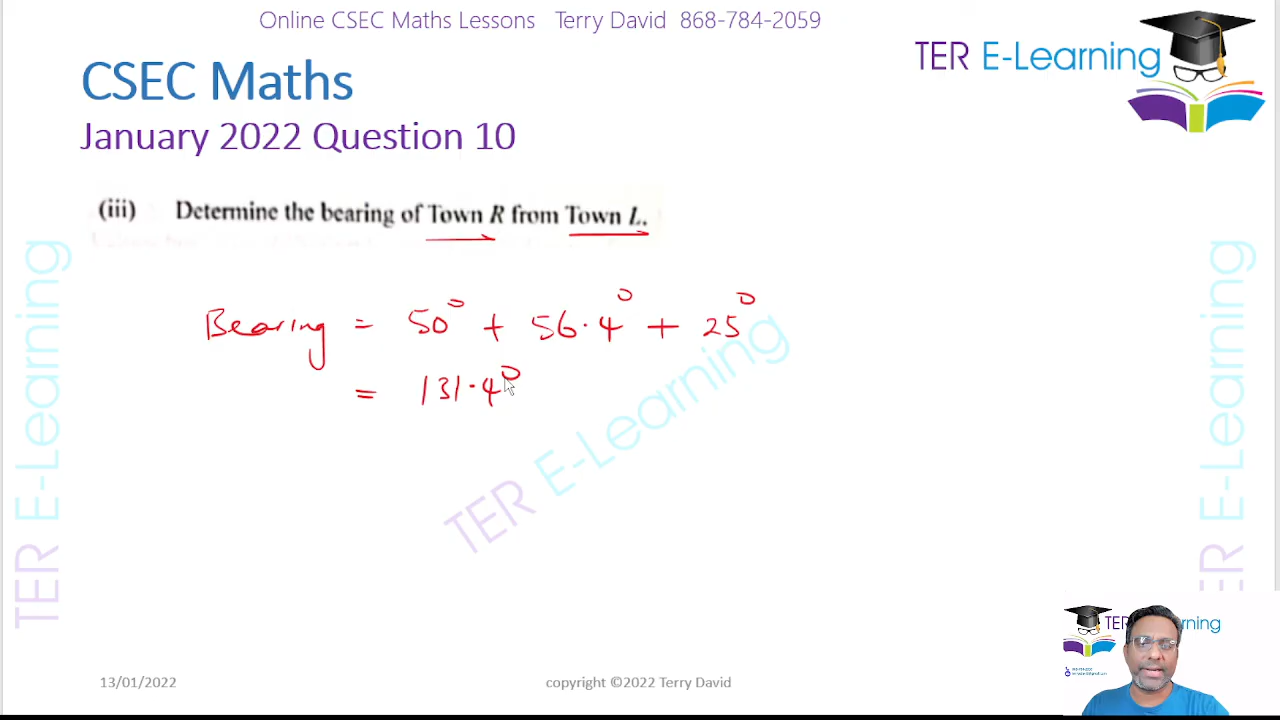 Online CSEC Maths Lessons Terry David 868-784-2059
TER E-Learning
CSEC Maths
January 2022 Question 10
(iii) Determine the bearing of Town R from Town L.
Bearing = 50° + 56.4° + 25°
= 131.4°
TER E-Learning
TER E-Learning
TER E-Learning
13/01/2022
copyright ©2022 Terry David